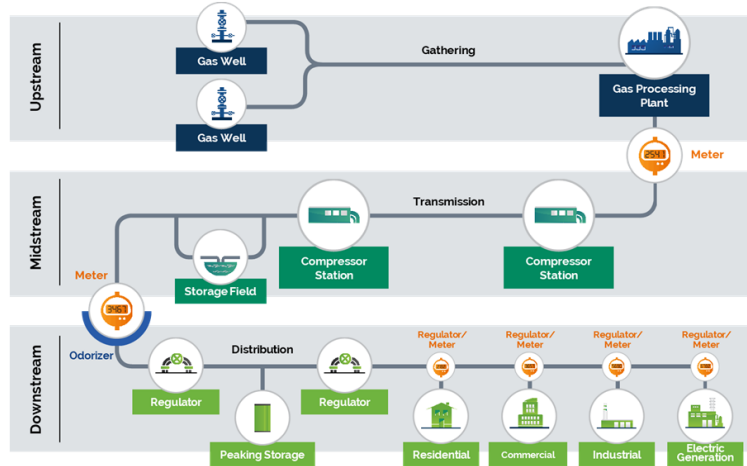 Upstream
Gas Well
Gathering
Gas Well
Gas Processing
Plant
2541
Meter
Midstream
Transmission
Compressor
Station
Compressor
Station
Storage Field
Meter
3467
Odorizer
Downstream
Distribution
Regulator
Regulator
Peaking Storage
Regulator/
Meter
Regulator/
Meter
Regulator/
Meter
Regulator/
Meter
Residential
Commercial
Industrial
Electric
Generation